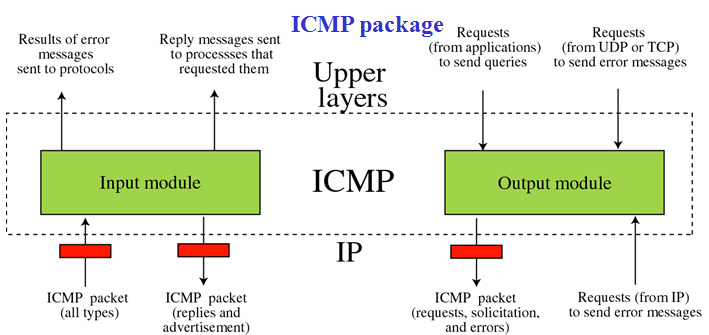 ICMP package
Results of error
messages
sent to protocols
Reply messages sent
to processses that
requested them
Upper
layers
Requests
(from applications)
to send queries
Requests
(from UDP or TCP)
to send error messages
Input module
ICMP
Output module
IP
ICMP packet
(all types)
ICMP packet
(replies and
advertisement)
ICMP packet
(requests, solicitation,
and errors)
Requests (from IP)
to send error messages